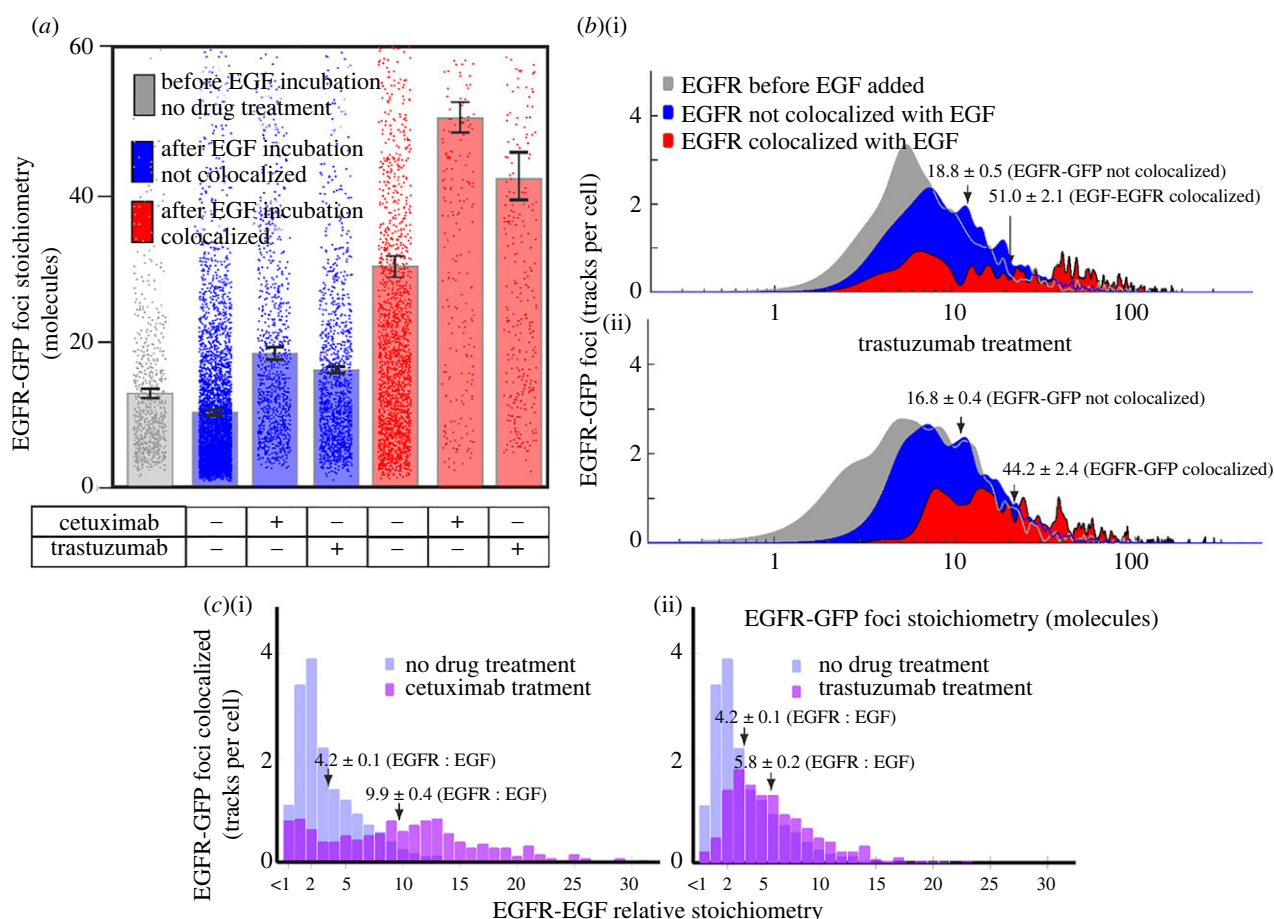 (a)
60
40
20
0
EGFR-GFP foci stoichiometry
(molecules)
before EGF incubation
no drug treatment
after EGF incubation
not colocalized
after EGF incubation
colocalized
cetuximab – + – – + –
trastuzumab – – + – – +
(b)(i)
EGFR before EGF added
EGFR not colocalized with EGF
EGFR colocalized with EGF
18.8 ± 0.5 (EGFR-GFP not colocalized)
51.0 ± 2.1 (EGF-EGFR colocalized)
4
2
0
1 10 100
EGFR-GFP foci (tracks per cell)
(ii)
trastuzumab treatment
16.8 ± 0.4 (EGFR-GFP not colocalized)
44.2 ± 2.4 (EGFR-GFP colocalized)
4
2
0
1 10 100
EGFR-GFP foci stoichiometry (molecules)
(c)(i)
EGFR-GFP foci colocalized
(tracks per cell)
4
2
0
no drug treatment
cetuximab tratment
4.2 ± 0.1 (EGFR : EGF)
9.9 ± 0.4 (EGFR : EGF)
<1 2 5 10 15 20 25 30
(ii)
4
2
0
no drug treatment
trastuzumab treatment
4.2 ± 0.1 (EGFR : EGF)
5.8 ± 0.2 (EGFR : EGF)
<1 2 5 10 15 20 25 30
EGFR-EGF relative stoichiometry